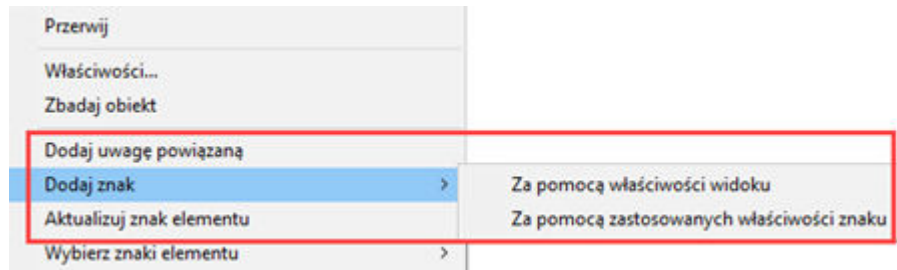 Przerwij
Właściwości...
Zbadaj obiekt
Dodaj uwagę powiązaną
Dodaj znak
Za pomocą właściwości widoku
Aktualizuj znak elementu
Za pomocą zastosowanych właściwości znaku
Wybierz znaki elementu